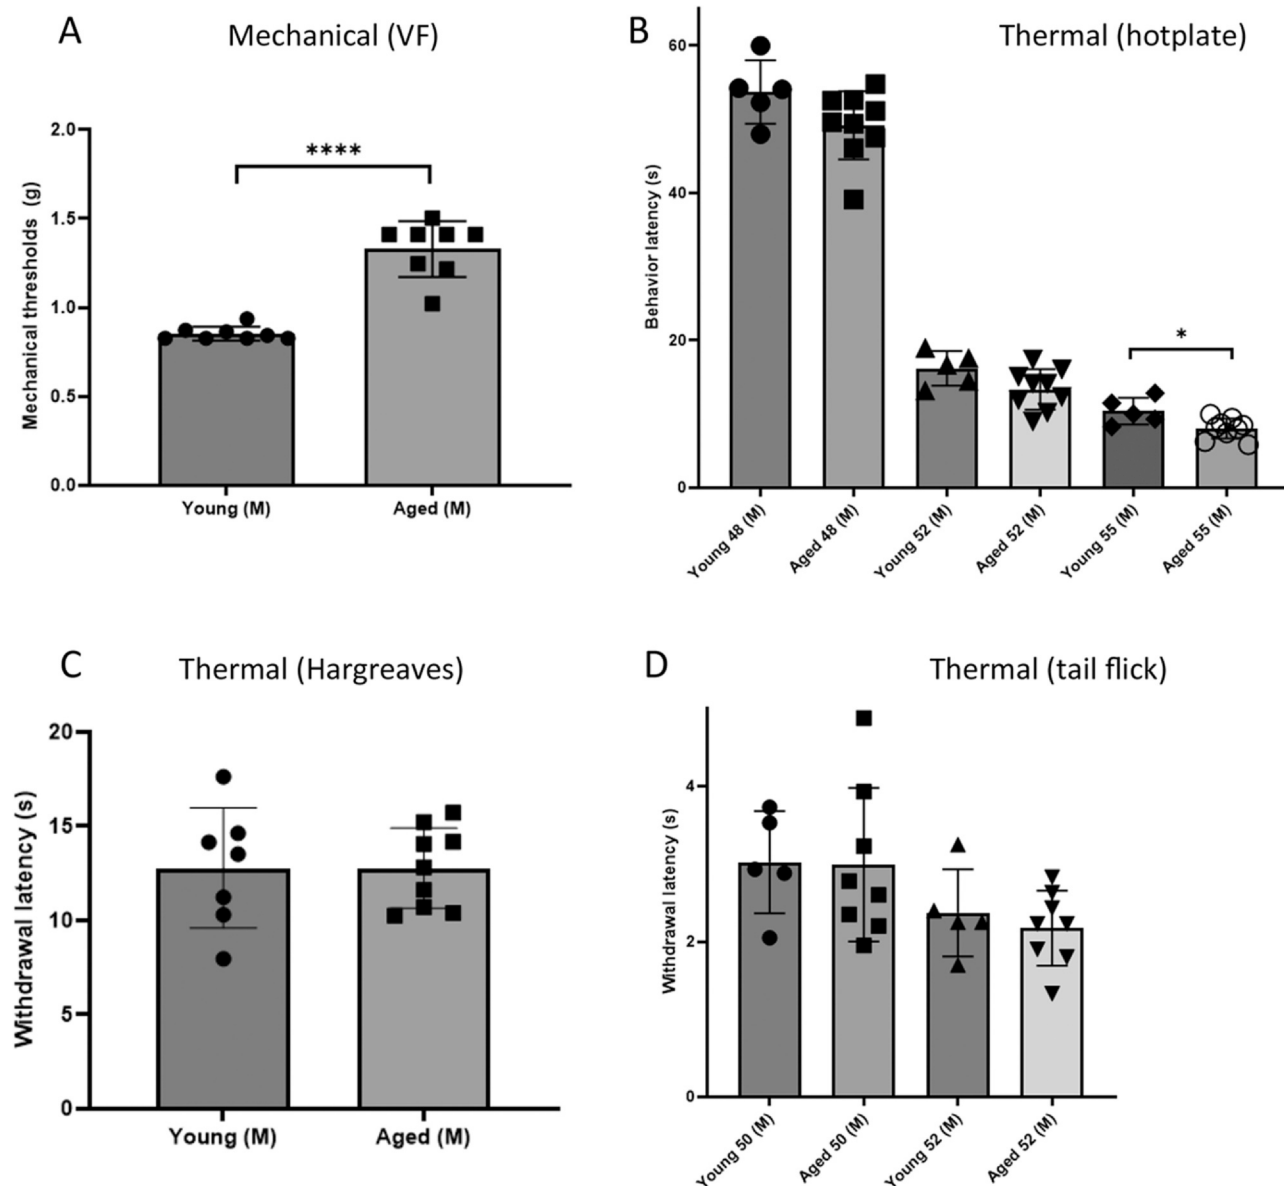 A
Mechanical (VF)
2.0
1.5
1.0
0.5
0.0
Mechanical thresholds (g)
****
Young (M)
Aged (M)
B
Thermal (hotplate)
60
40
20
0
Behavior latency (s)
*
Young 48 (M)
Aged 48 (M)
Young 52 (M)
Aged 52 (M)
Young 55 (M)
Aged 55 (M)
C
Thermal (Hargreaves)
20
15
10
5
0
Withdrawal latency (s)
Young (M)
Aged (M)
D
Thermal (tail flick)
4
2
0
Withdrawal latency (s)
Young 50 (M)
Aged 50 (M)
Young 52 (M)
Aged 52 (M)